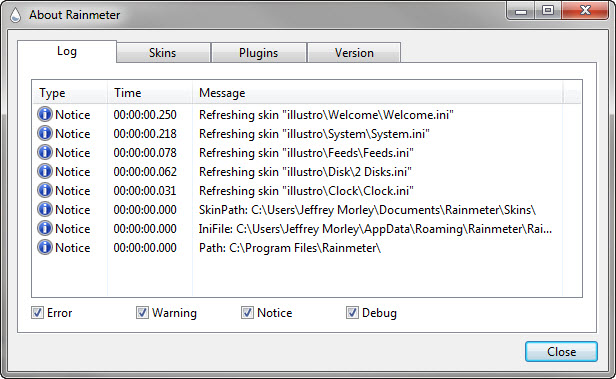 About Rainmeter
Log Skins Plugins Version
Type Time Message
Notice 00:00:00.250 Refreshing skin "illustro\Welcome\Welcome.ini"
Notice 00:00:00.218 Refreshing skin "illustro\System\System.ini"
Notice 00:00:00.078 Refreshing skin "illustro\Feeds\Feeds.ini"
Notice 00:00:00.062 Refreshing skin "illustro\Disk\2 Disks.ini"
Notice 00:00:00.031 Refreshing skin "illustro\Clock\Clock.ini"
Notice 00:00:00.000 SkinPath: C:\Users\Jeffrey Morley\Documents\Rainmeter\Skins\
Notice 00:00:00.000 IniFile: C:\Users\Jeffrey Morley\AppData\Roaming\Rainmeter\Rai...
Notice 00:00:00.000 Path: C:\Program Files\Rainmeter\
Error Warning Notice Debug
Close